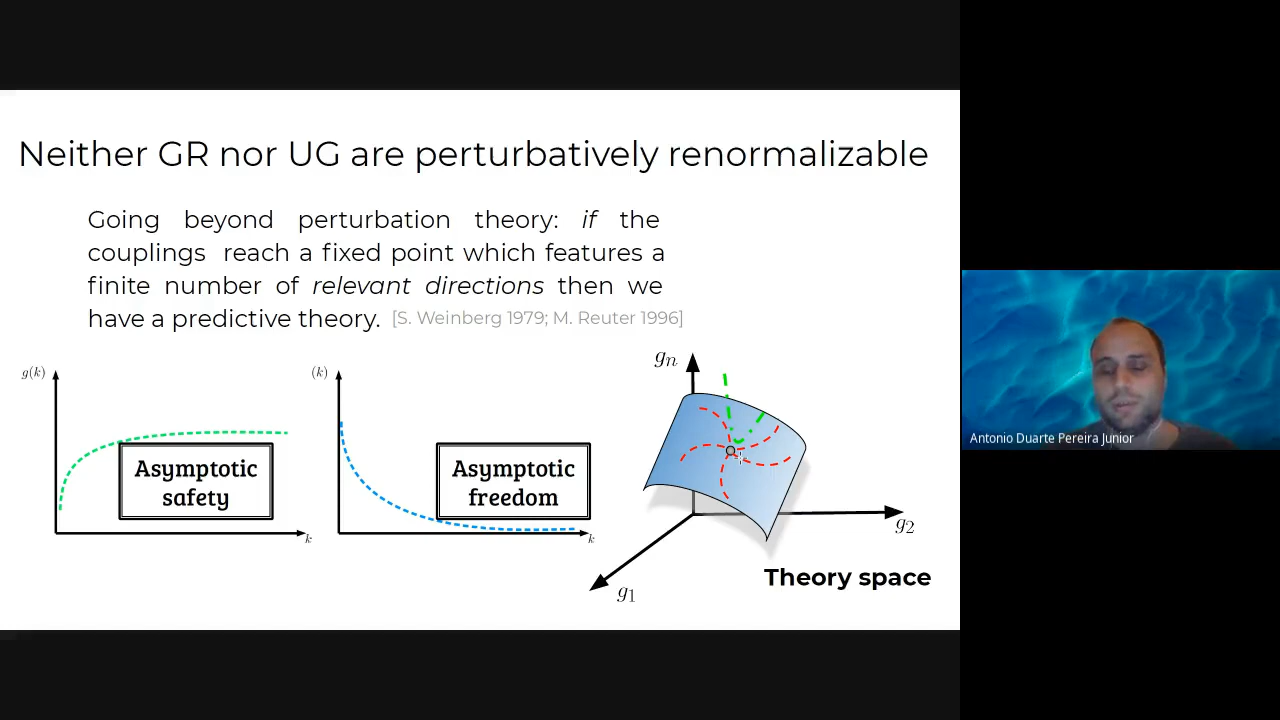 Neither GR nor UG are perturbatively renormalizable
Going beyond perturbation theory: if the
couplings reach a fixed point which features a
finite number of relevant directions then we
have a predictive theory. [S. Weinberg 1979; M. Reuter 1996]
g(k)
Asymptotic
safety
k
(k)
Asymptotic
freedom
k
gn
g2
g1
Theory space
Antonio Duarte Pereira Junior